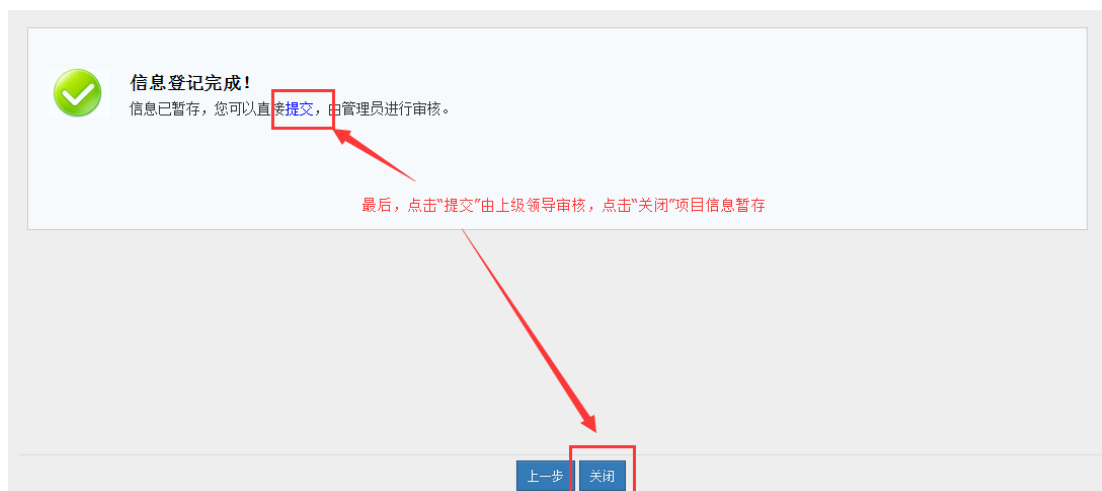 信息登记完成！
信息已暂存，您可以直接提交，由管理员进行审核。
最后，点击“提交”由上级领导审核，点击“关闭”项目信息暂存
上一步 关闭